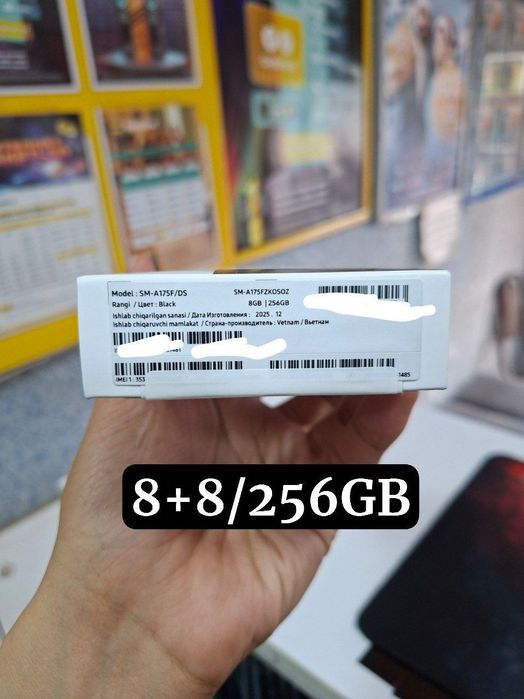 Model : SM-A175F/DS
SM-A175FZKOSOZ
Rangi / Цвет : Black
8GB | 256GB
Ishlab chiqarilgan sanasi / Дата Изготовления : 2025 . 12
Ishlab chiqaruvchi mamlakat / Страна-производитель : Vetnam / Вьетнам
IMEI 1 : 353
1485
8+8/256GB